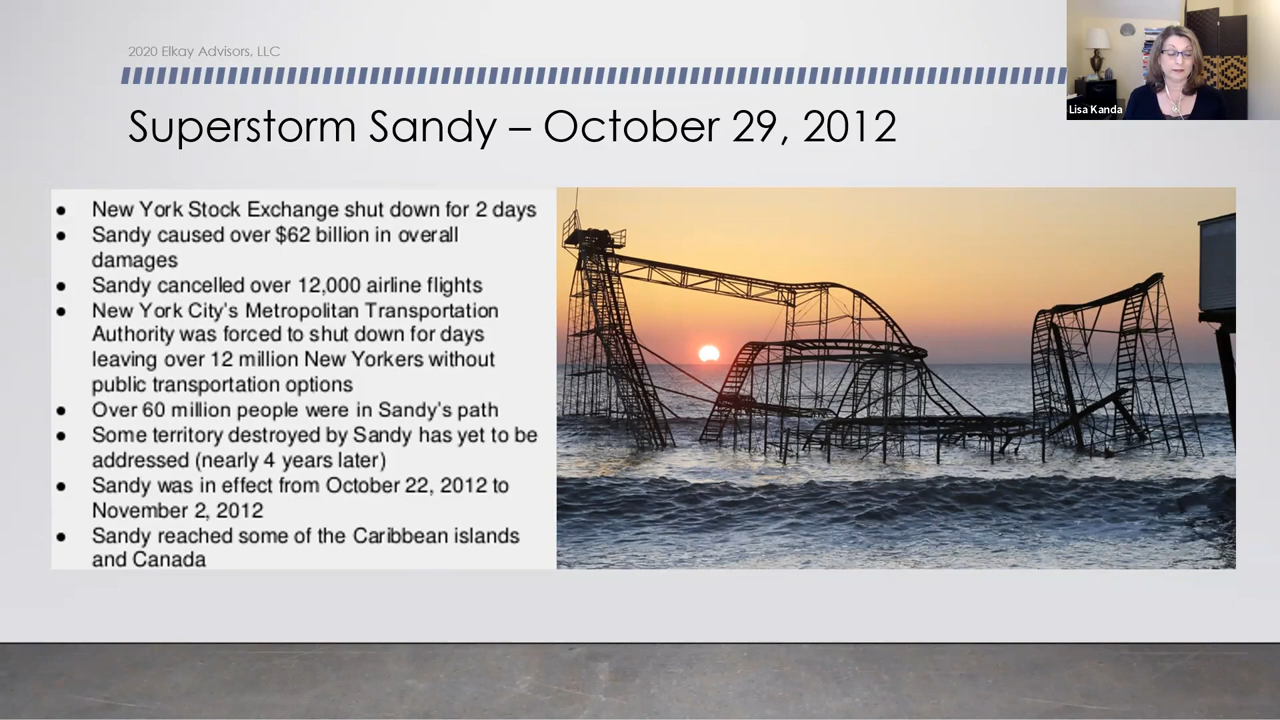 2020 Elkay Advisors, LLC
Lisa Kanda
Superstorm Sandy – October 29, 2012
● New York Stock Exchange shut down for 2 days
● Sandy caused over $62 billion in overall
damages
● Sandy cancelled over 12,000 airline flights
● New York City's Metropolitan Transportation
Authority was forced to shut down for days
leaving over 12 million New Yorkers without
public transportation options
● Over 60 million people were in Sandy's path
● Some territory destroyed by Sandy has yet to be
addressed (nearly 4 years later)
● Sandy was in effect from October 22, 2012 to
November 2, 2012
● Sandy reached some of the Caribbean islands
and Canada